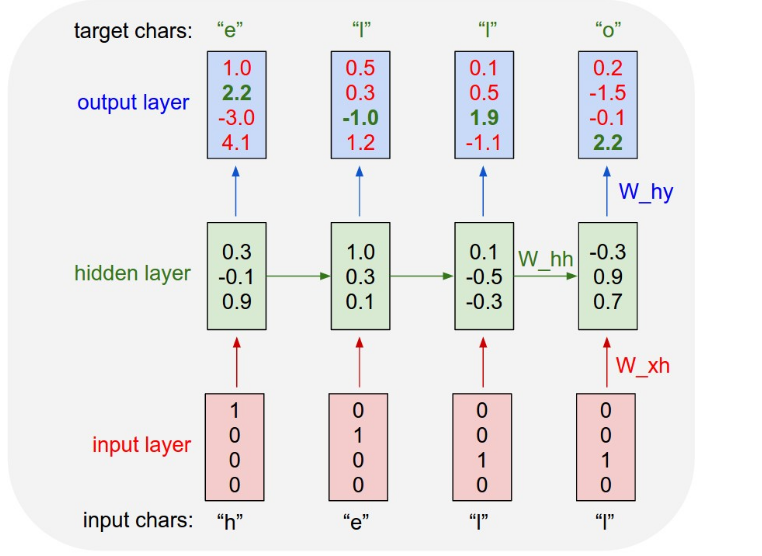 target chars: “e” “l” “l” “o”
output layer
1.0 0.5 0.1 0.2
2.2 0.3 0.5 -1.5
-3.0 -1.0 1.9 -0.1
4.1 1.2 -1.1 2.2
W_hy
hidden layer
0.3 1.0 0.1 -0.3
-0.1 0.3 -0.5 0.9
0.9 0.1 -0.3 0.7
W_hh
W_xh
input layer
1 0 0 0
0 1 0 0
0 0 1 1
0 0 0 0
input chars: “h” “e” “l” “l”